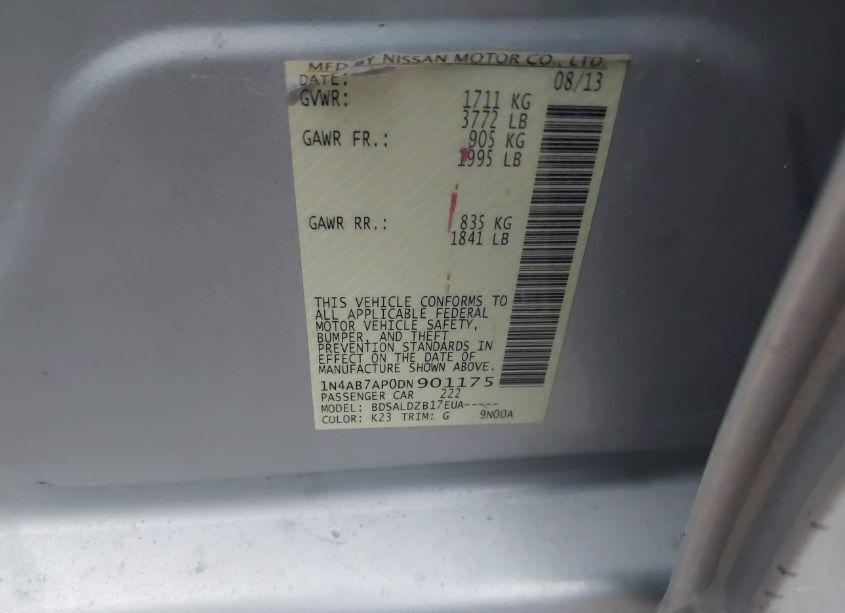 MFD BY NISSAN MOTOR CO., LTD.
DATE: 08/13
GVWR: 1711 KG
3772 LB
GAWR FR.: 905 KG
1995 LB
GAWR RR.: 835 KG
1841 LB
THIS VEHICLE CONFORMS TO
ALL APPLICABLE FEDERAL
MOTOR VEHICLE SAFETY,
BUMPER, AND THEFT
PREVENTION STANDARDS IN
EFFECT ON THE DATE OF
MANUFACTURE SHOWN ABOVE.
1N4AB7AP0DN901175
PASSENGER CAR 222
MODEL: BDSALDZB17EUA-----
COLOR: K23 TRIM: G 9N00A